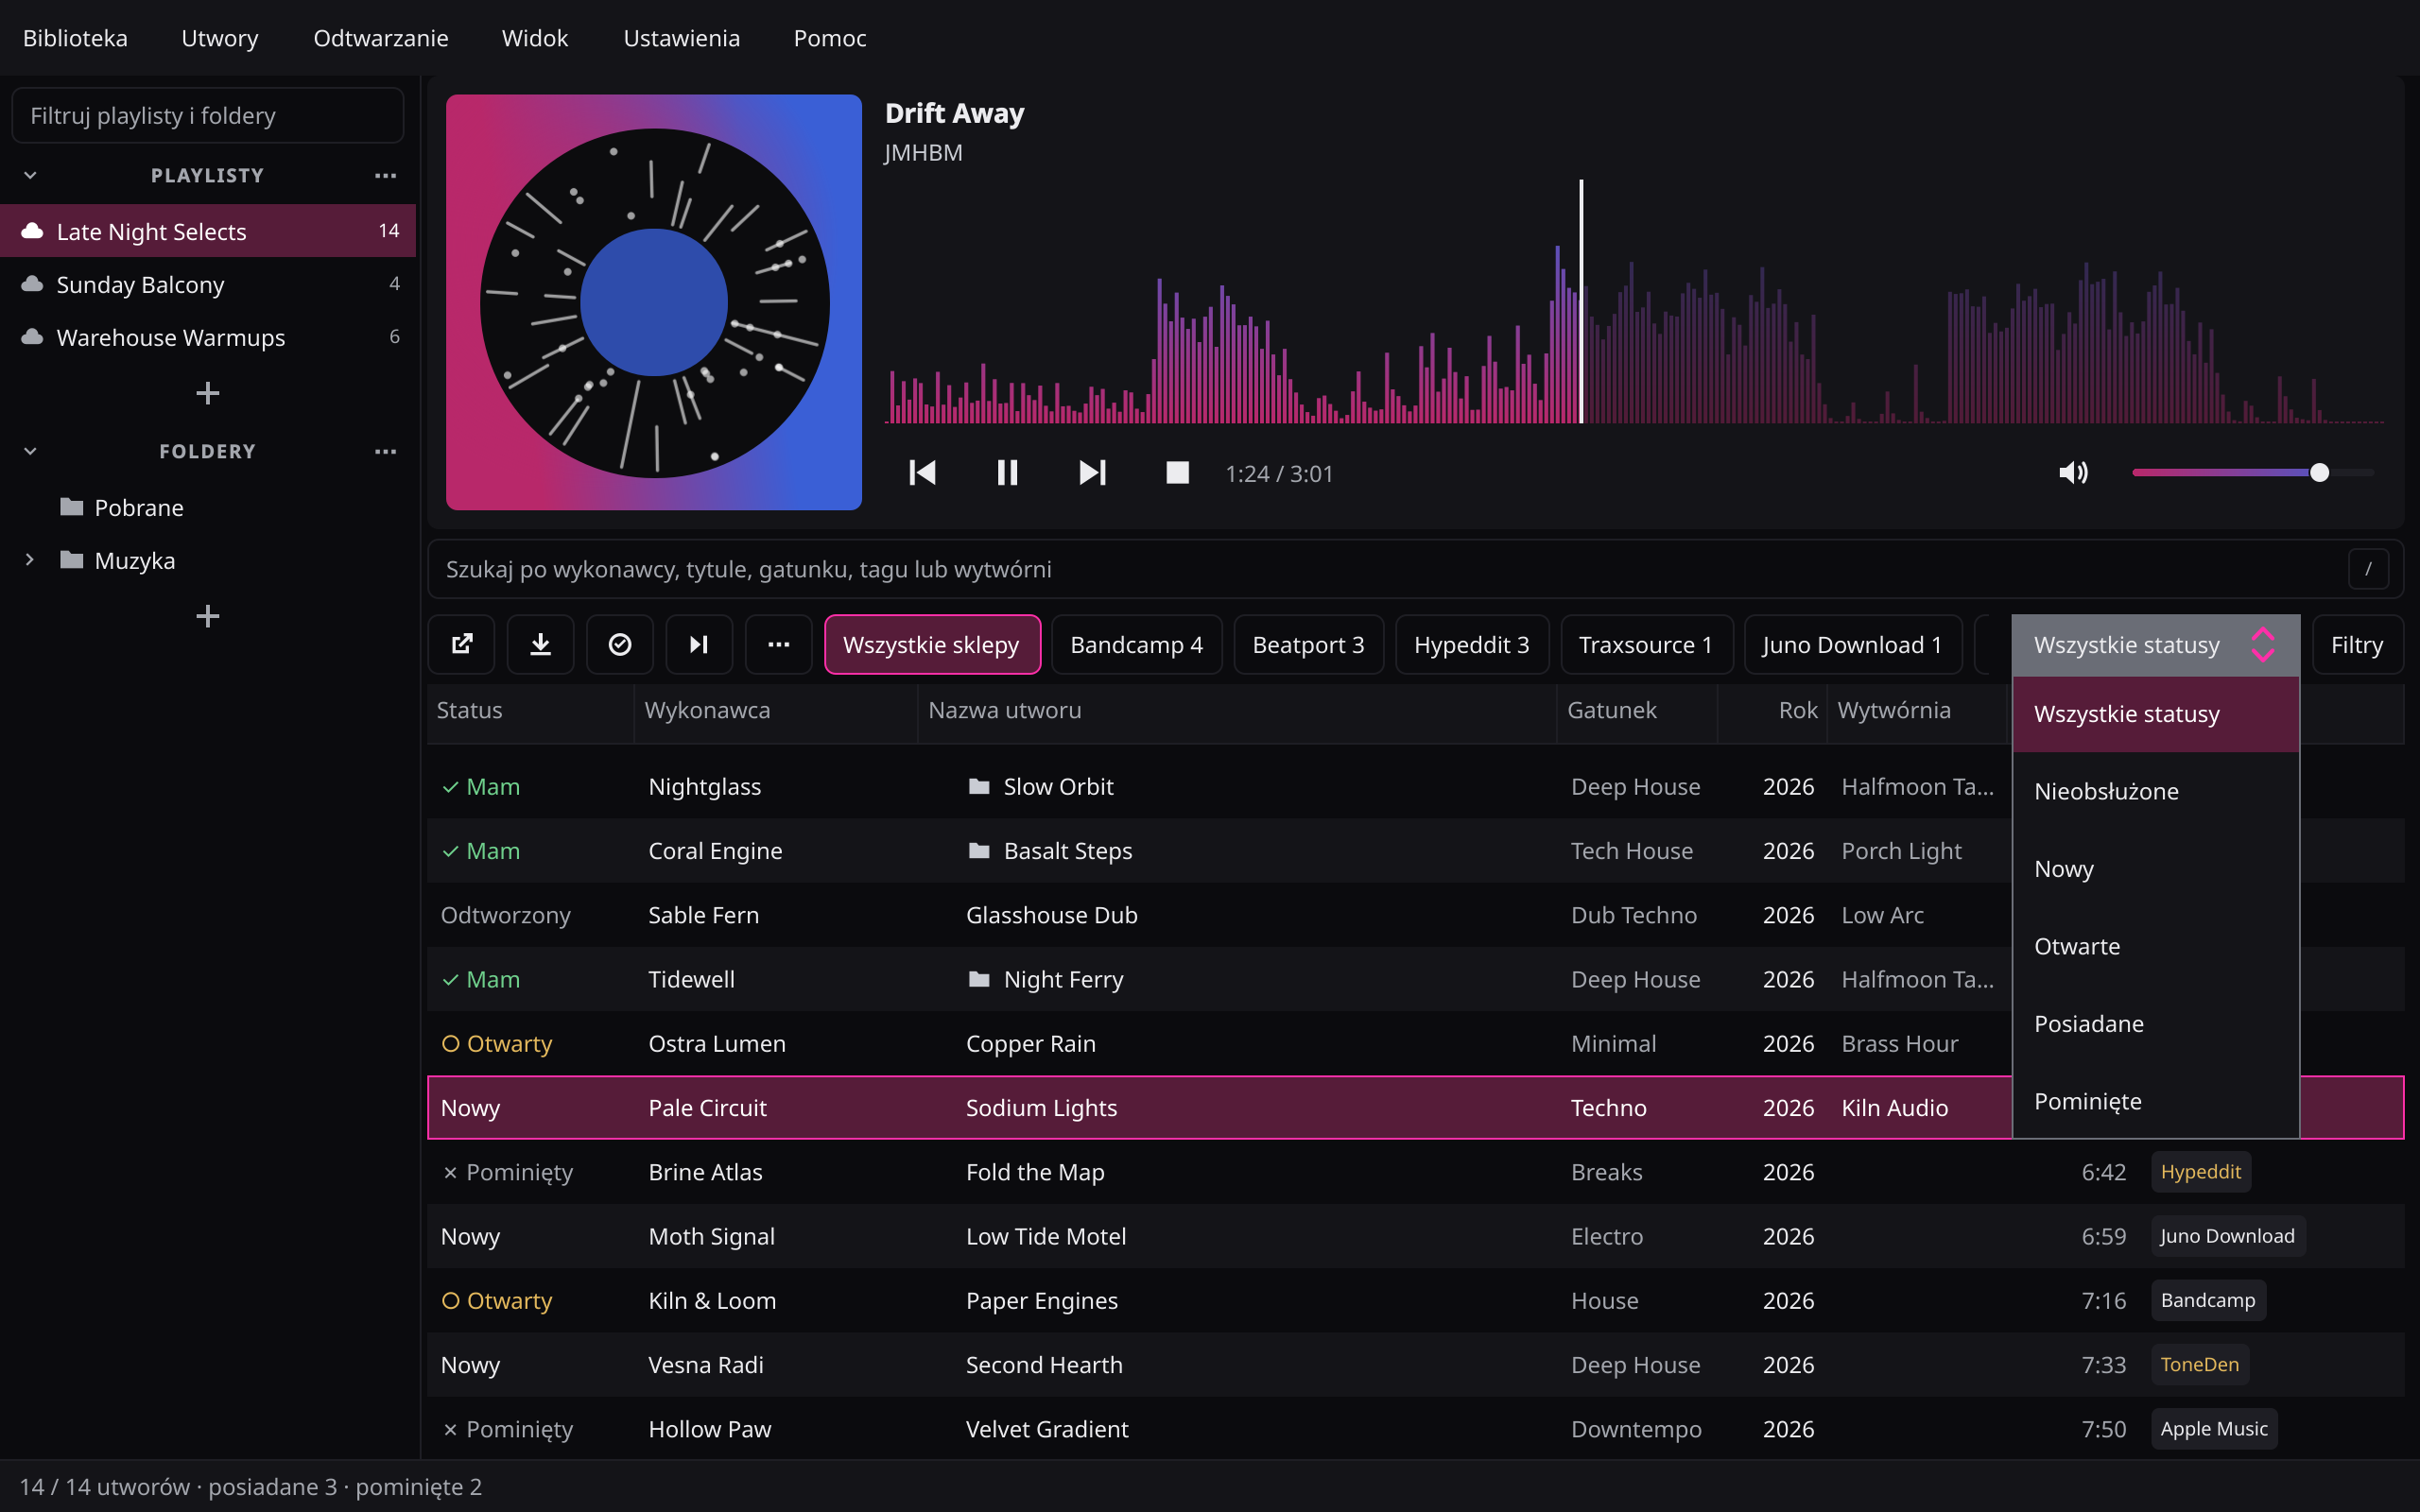 Biblioteka Utwory Odtwarzanie Widok Ustawienia Pomoc
Filtruj playlisty i foldery
PLAYLISTY
Late Night Selects 14
Sunday Balcony 4
Warehouse Warmups 6
FOLDERY
Pobrane
Muzyka
Drift Away
JMHBM
1:24 / 3:01
Szukaj po wykonawcy, tytule, gatunku, tagu lub wytwórni /
Wszystkie sklepy Bandcamp 4 Beatport 3 Hypeddit 3 Traxsource 1 Juno Download 1 Wszystkie statusy Filtry
Wszystkie statusy
Nieobsłużone
Nowy
Otwarte
Posiadane
Pominięte
Status Wykonawca Nazwa utworu Gatunek Rok Wytwórnia
Mam Nightglass Slow Orbit Deep House 2026 Halfmoon Ta...
Mam Coral Engine Basalt Steps Tech House 2026 Porch Light
Odtworzony Sable Fern Glasshouse Dub Dub Techno 2026 Low Arc
Mam Tidewell Night Ferry Deep House 2026 Halfmoon Ta...
Otwarty Ostra Lumen Copper Rain Minimal 2026 Brass Hour
Nowy Pale Circuit Sodium Lights Techno 2026 Kiln Audio
Pominięty Brine Atlas Fold the Map Breaks 2026 6:42 Hypeddit
Nowy Moth Signal Low Tide Motel Electro 2026 6:59 Juno Download
Otwarty Kiln & Loom Paper Engines House 2026 7:16 Bandcamp
Nowy Vesna Radi Second Hearth Deep House 2026 7:33 ToneDen
Pominięty Hollow Paw Velvet Gradient Downtempo 2026 7:50 Apple Music
14 / 14 utworów · posiadane 3 · pominięte 2